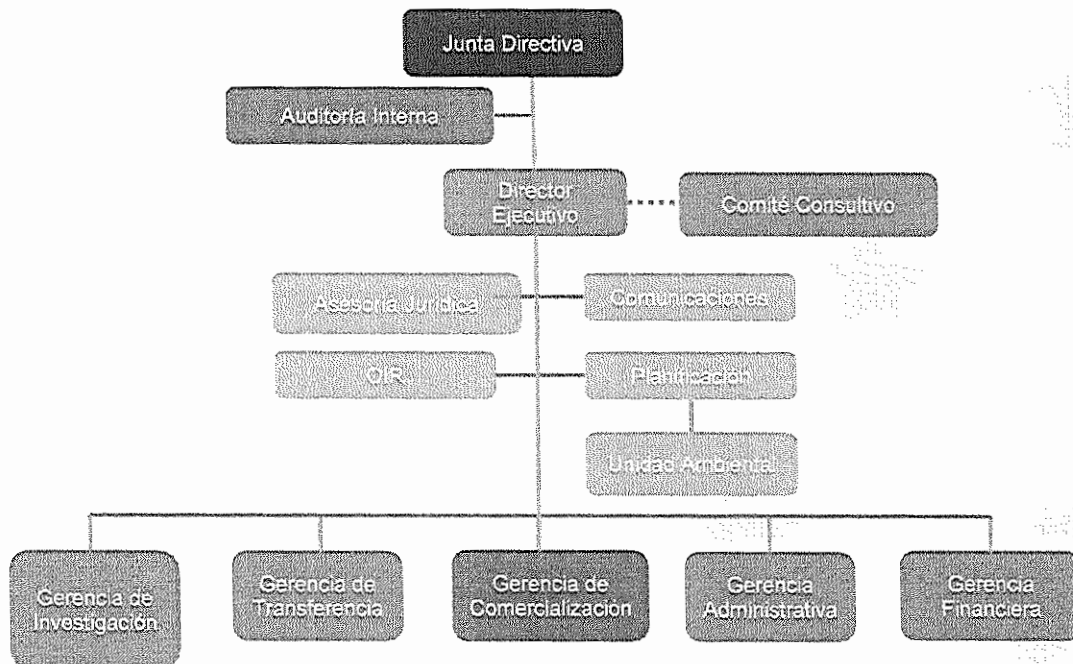 Junta Directiva
Auditoría Interna
Director
Ejecutivo
Comité Consultivo
Asesoría Jurídica
Comunicaciones
OIR
Planificación
Unidad Ambiental
Gerencia de
Investigación
Gerencia de
Transferencia
Gerencia de
Comercialización
Gerencia
Administrativa
Gerencia
Financiera